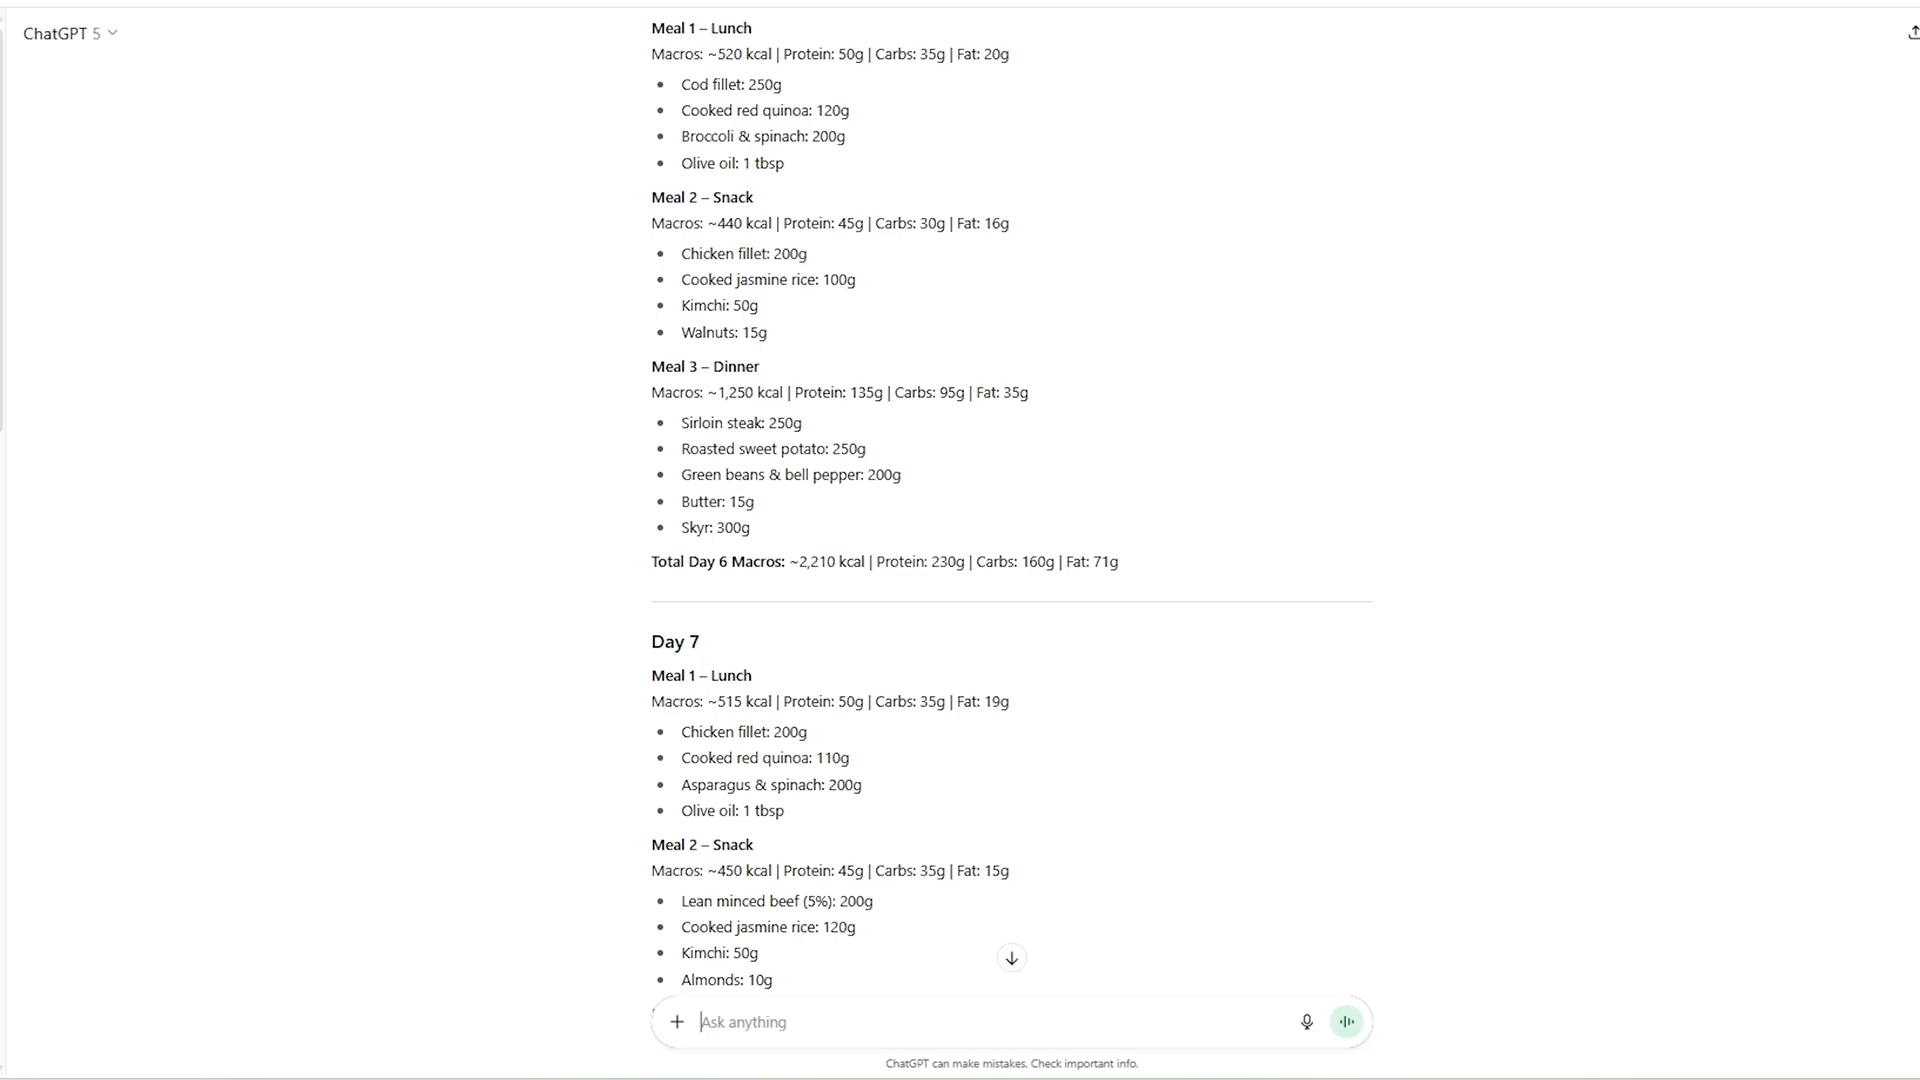 ChatGPT 5
Meal 1 – Lunch
Macros: ~520 kcal | Protein: 50g | Carbs: 35g | Fat: 20g
• Cod fillet: 250g
• Cooked red quinoa: 120g
• Broccoli & spinach: 200g
• Olive oil: 1 tbsp
Meal 2 – Snack
Macros: ~440 kcal | Protein: 45g | Carbs: 30g | Fat: 16g
• Chicken fillet: 200g
• Cooked jasmine rice: 100g
• Kimchi: 50g
• Walnuts: 15g
Meal 3 – Dinner
Macros: ~1,250 kcal | Protein: 135g | Carbs: 95g | Fat: 35g
• Sirloin steak: 250g
• Roasted sweet potato: 250g
• Green beans & bell pepper: 200g
• Butter: 15g
• Skyr: 300g
Total Day 6 Macros: ~2,210 kcal | Protein: 230g | Carbs: 160g | Fat: 71g
Day 7
Meal 1 – Lunch
Macros: ~515 kcal | Protein: 50g | Carbs: 35g | Fat: 19g
• Chicken fillet: 200g
• Cooked red quinoa: 110g
• Asparagus & spinach: 200g
• Olive oil: 1 tbsp
Meal 2 – Snack
Macros: ~450 kcal | Protein: 45g | Carbs: 35g | Fat: 15g
• Lean minced beef (5%): 200g
• Cooked jasmine rice: 120g
• Kimchi: 50g
• Almonds: 10g
Ask anything
ChatGPT can make mistakes. Check important info.